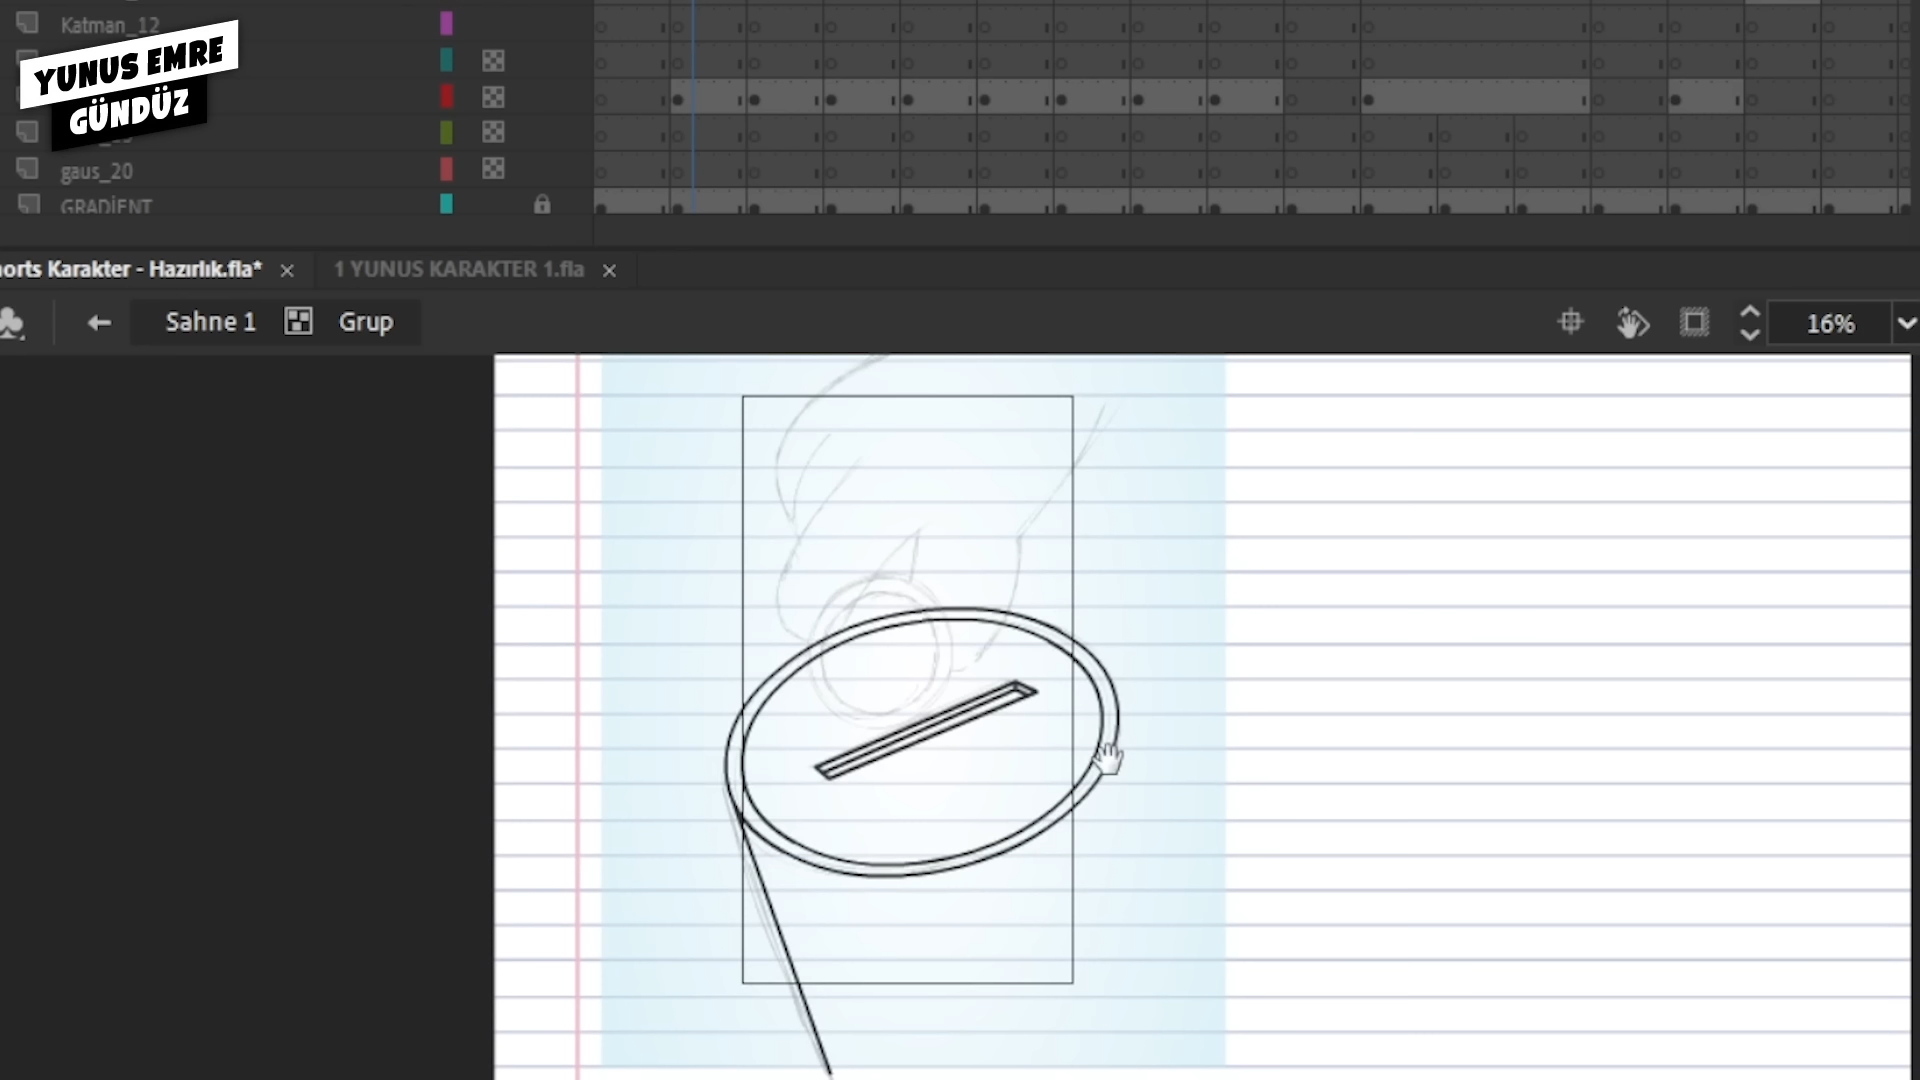 Katman_12
YUNUS EMRE
GÜNDÜZ
gaus_20
GRADİENT
orts Karakter - Hazırlık.fla*
1 YUNUS KARAKTER 1.fla
Sahne 1
Grup
16%